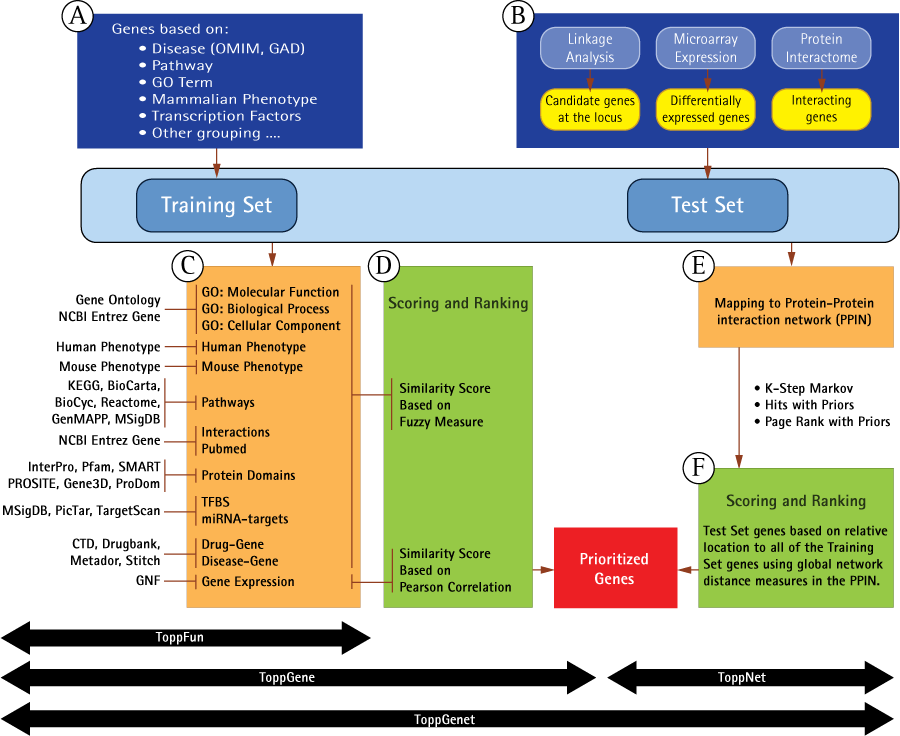 A
Genes based on:
• Disease (OMIM, GAD)
• Pathway
• GO Term
• Mammalian Phenotype
• Transcription Factors
• Other grouping ....
B
Linkage
Analysis
Microarray
Expression
Protein
Interactome
Candidate genes
at the locus
Differentially
expressed genes
Interacting
genes
Training Set
Test Set
C
Gene Ontology
NCBI Entrez Gene
GO: Molecular Function
GO: Biological Process
GO: Cellular Component
Human Phenotype
Human Phenotype
Mouse Phenotype
Mouse Phenotype
KEGG, BioCarta,
BioCyc, Reactome,
GenMAPP, MSigDB
Pathways
NCBI Entrez Gene
Interactions
Pubmed
InterPro, Pfam, SMART
PROSITE, Gene3D, ProDom
Protein Domains
MSigDB, PicTar, TargetScan
TFBS
miRNA-targets
CTD, Drugbank,
Metador, Stitch
Drug-Gene
Disease-Gene
GNF
Gene Expression
D
Scoring and Ranking
Similarity Score
Based on
Fuzzy Measure
Similarity Score
Based on
Pearson Correlation
Prioritized
Genes
E
Mapping to Protein-Protein
interaction network (PPIN)
• K-Step Markov
• Hits with Priors
• Page Rank with Priors
F
Scoring and Ranking
Test Set genes based on relative
location to all of the Training
Set genes using global network
distance measures in the PPIN.
ToppFun
ToppGene
ToppNet
ToppGenet